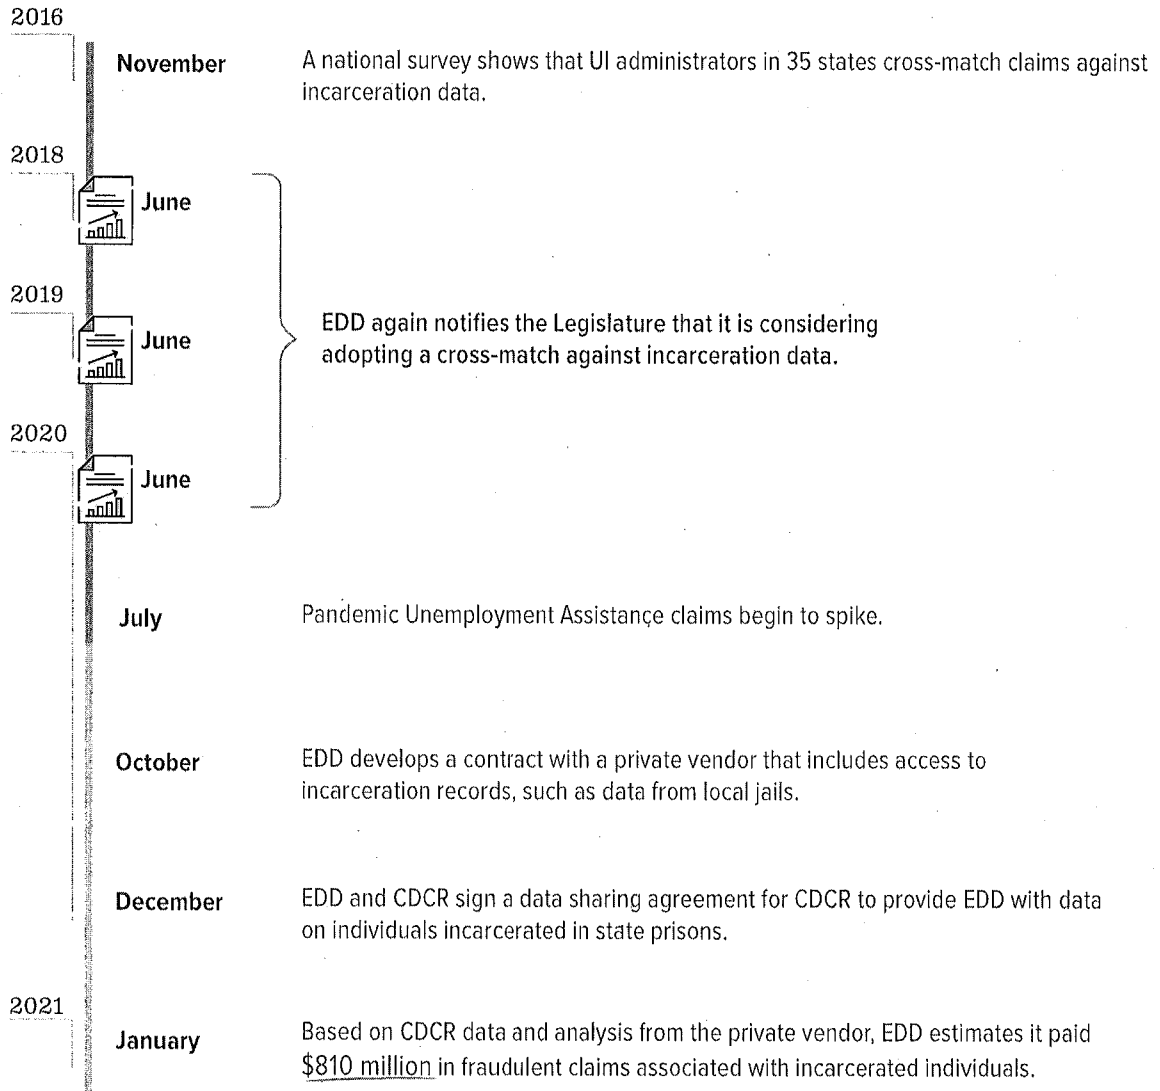 2016
November
A national survey shows that UI administrators in 35 states cross-match claims against
incarceration data.
2018
June
2019
June
EDD again notifies the Legislature that it is considering
adopting a cross-match against incarceration data.
2020
June
July
Pandemic Unemployment Assistance claims begin to spike.
October
EDD develops a contract with a private vendor that includes access to
incarceration records, such as data from local jails.
December
EDD and CDCR sign a data sharing agreement for CDCR to provide EDD with data
on individuals incarcerated in state prisons.
2021
January
Based on CDCR data and analysis from the private vendor, EDD estimates it paid
$810 million in fraudulent claims associated with incarcerated individuals.